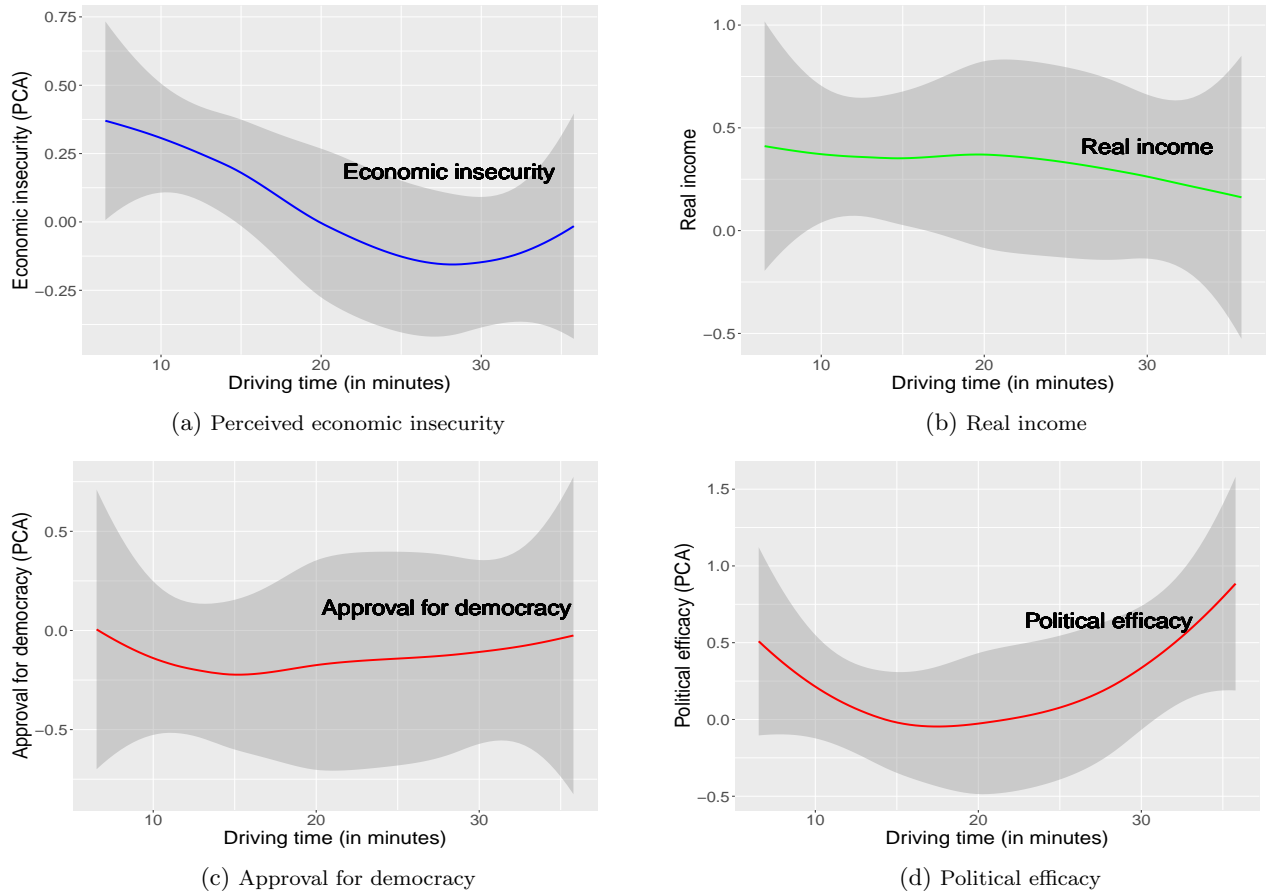 0.75
0.50
0.25
0.00
−0.25
Economic insecurity (PCA)
Economic insecurity
10 20 30
Driving time (in minutes)
(a) Perceived economic insecurity
1.0
0.5
0.0
−0.5
Real income
Real income
10 20 30
Driving time (in minutes)
(b) Real income
0.5
0.0
−0.5
Approval for democracy (PCA)
Approval for democracy
10 20 30
Driving time (in minutes)
(c) Approval for democracy
1.5
1.0
0.5
0.0
−0.5
Political efficacy (PCA)
Political efficacy
10 20 30
Driving time (in minutes)
(d) Political efficacy